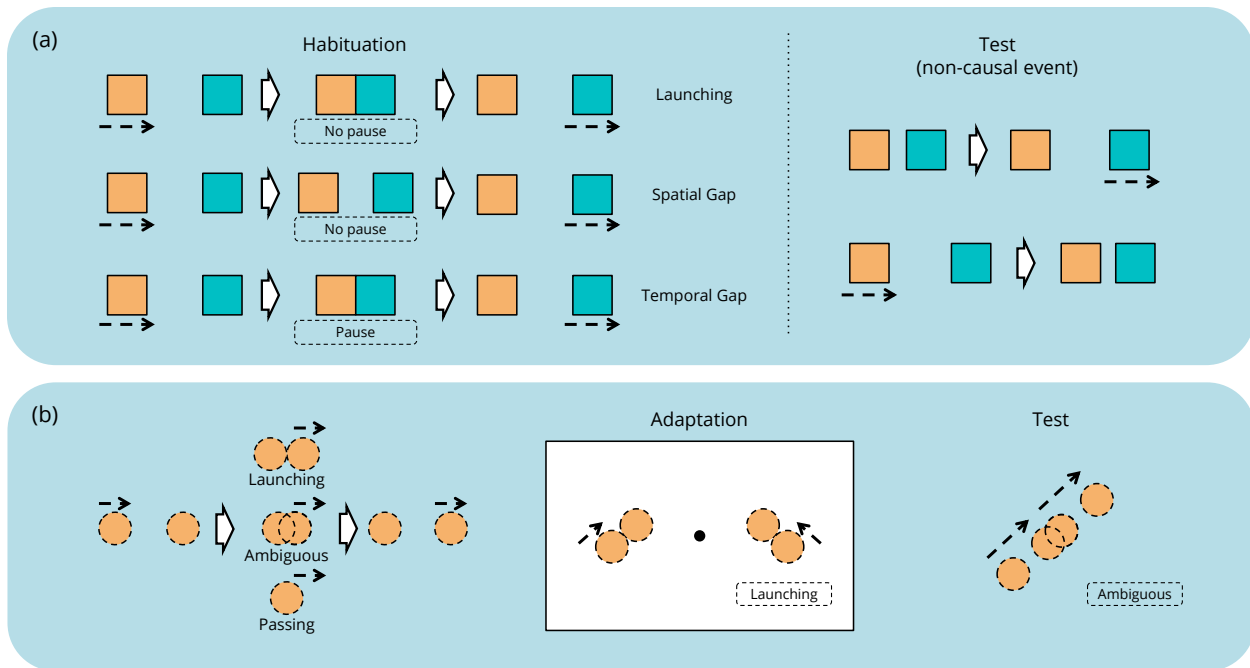 (a)
Habituation
Test
(non-causal event)
Launching
No pause
Spatial Gap
No pause
Temporal Gap
Pause
(b)
Adaptation
Test
Launching
Ambiguous
Passing
Launching
Ambiguous